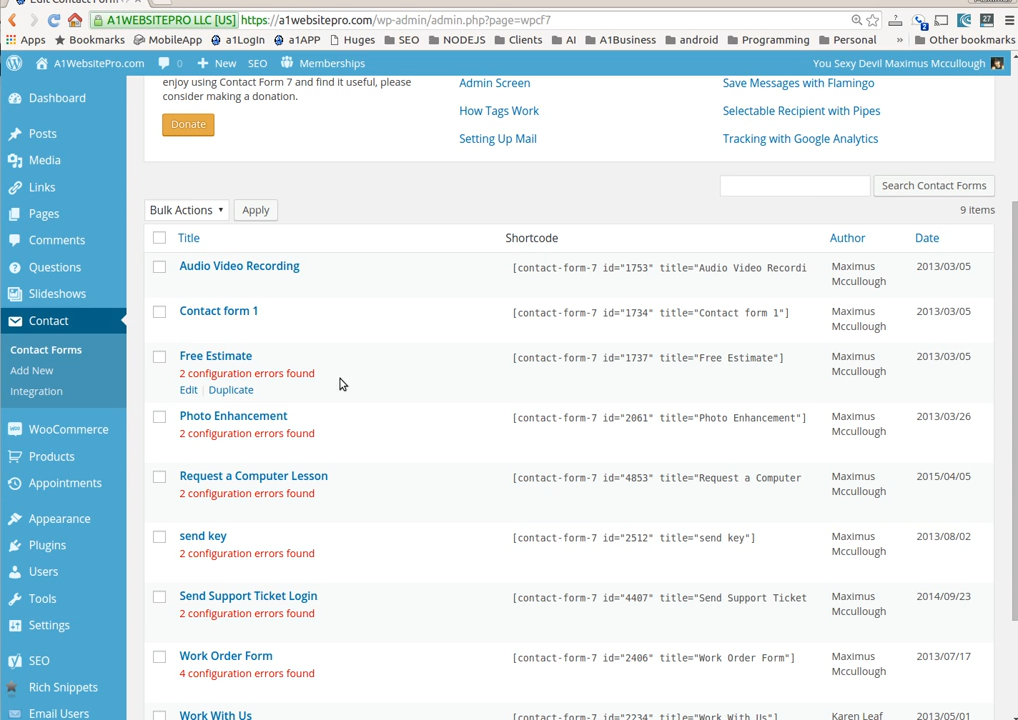 Edit Contact Form
A1WEBSITEPRO LLC [US] https://a1websitepro.com/wp-admin/admin.php?page=wpcf7
27
2
Apps Bookmarks MobileApp a1LogIn a1APP Huges SEO NODEJS Clients AI A1Business android Programming Personal » Other bookmarks
A1WebsitePro.com 0 + New SEO Memberships You Sexy Devil Maximus Mccullough
Dashboard
Posts
Media
Links
Pages
Comments
Questions
Slideshows
Contact
Contact Forms
Add New
Integration
WooCommerce
Products
Appointments
Appearance
Plugins
Users
Tools
Settings
SEO
Rich Snippets
Email Users
enjoy using Contact Form 7 and find it useful, please
consider making a donation.
Donate
Admin Screen
How Tags Work
Setting Up Mail
Save Messages with Flamingo
Selectable Recipient with Pipes
Tracking with Google Analytics
Search Contact Forms
Bulk Actions Apply 9 items
Title Shortcode Author Date
Audio Video Recording [contact-form-7 id="1753" title="Audio Video Recordi Maximus Mccullough 2013/03/05
Contact form 1 [contact-form-7 id="1734" title="Contact form 1"] Maximus Mccullough 2013/03/05
Free Estimate [contact-form-7 id="1737" title="Free Estimate"] Maximus Mccullough 2013/03/05
2 configuration errors found
Edit | Duplicate
Photo Enhancement [contact-form-7 id="2061" title="Photo Enhancement"] Maximus Mccullough 2013/03/26
2 configuration errors found
Request a Computer Lesson [contact-form-7 id="4853" title="Request a Computer Maximus Mccullough 2015/04/05
2 configuration errors found
send key [contact-form-7 id="2512" title="send key"] Maximus Mccullough 2013/08/02
2 configuration errors found
Send Support Ticket Login [contact-form-7 id="4407" title="Send Support Ticket Maximus Mccullough 2014/09/23
2 configuration errors found
Work Order Form [contact-form-7 id="2406" title="Work Order Form"] Maximus Mccullough 2013/07/17
4 configuration errors found
Work With Us [contact-form-7 id="2234" title="Work With Us"] Karen Leaf 2013/05/01